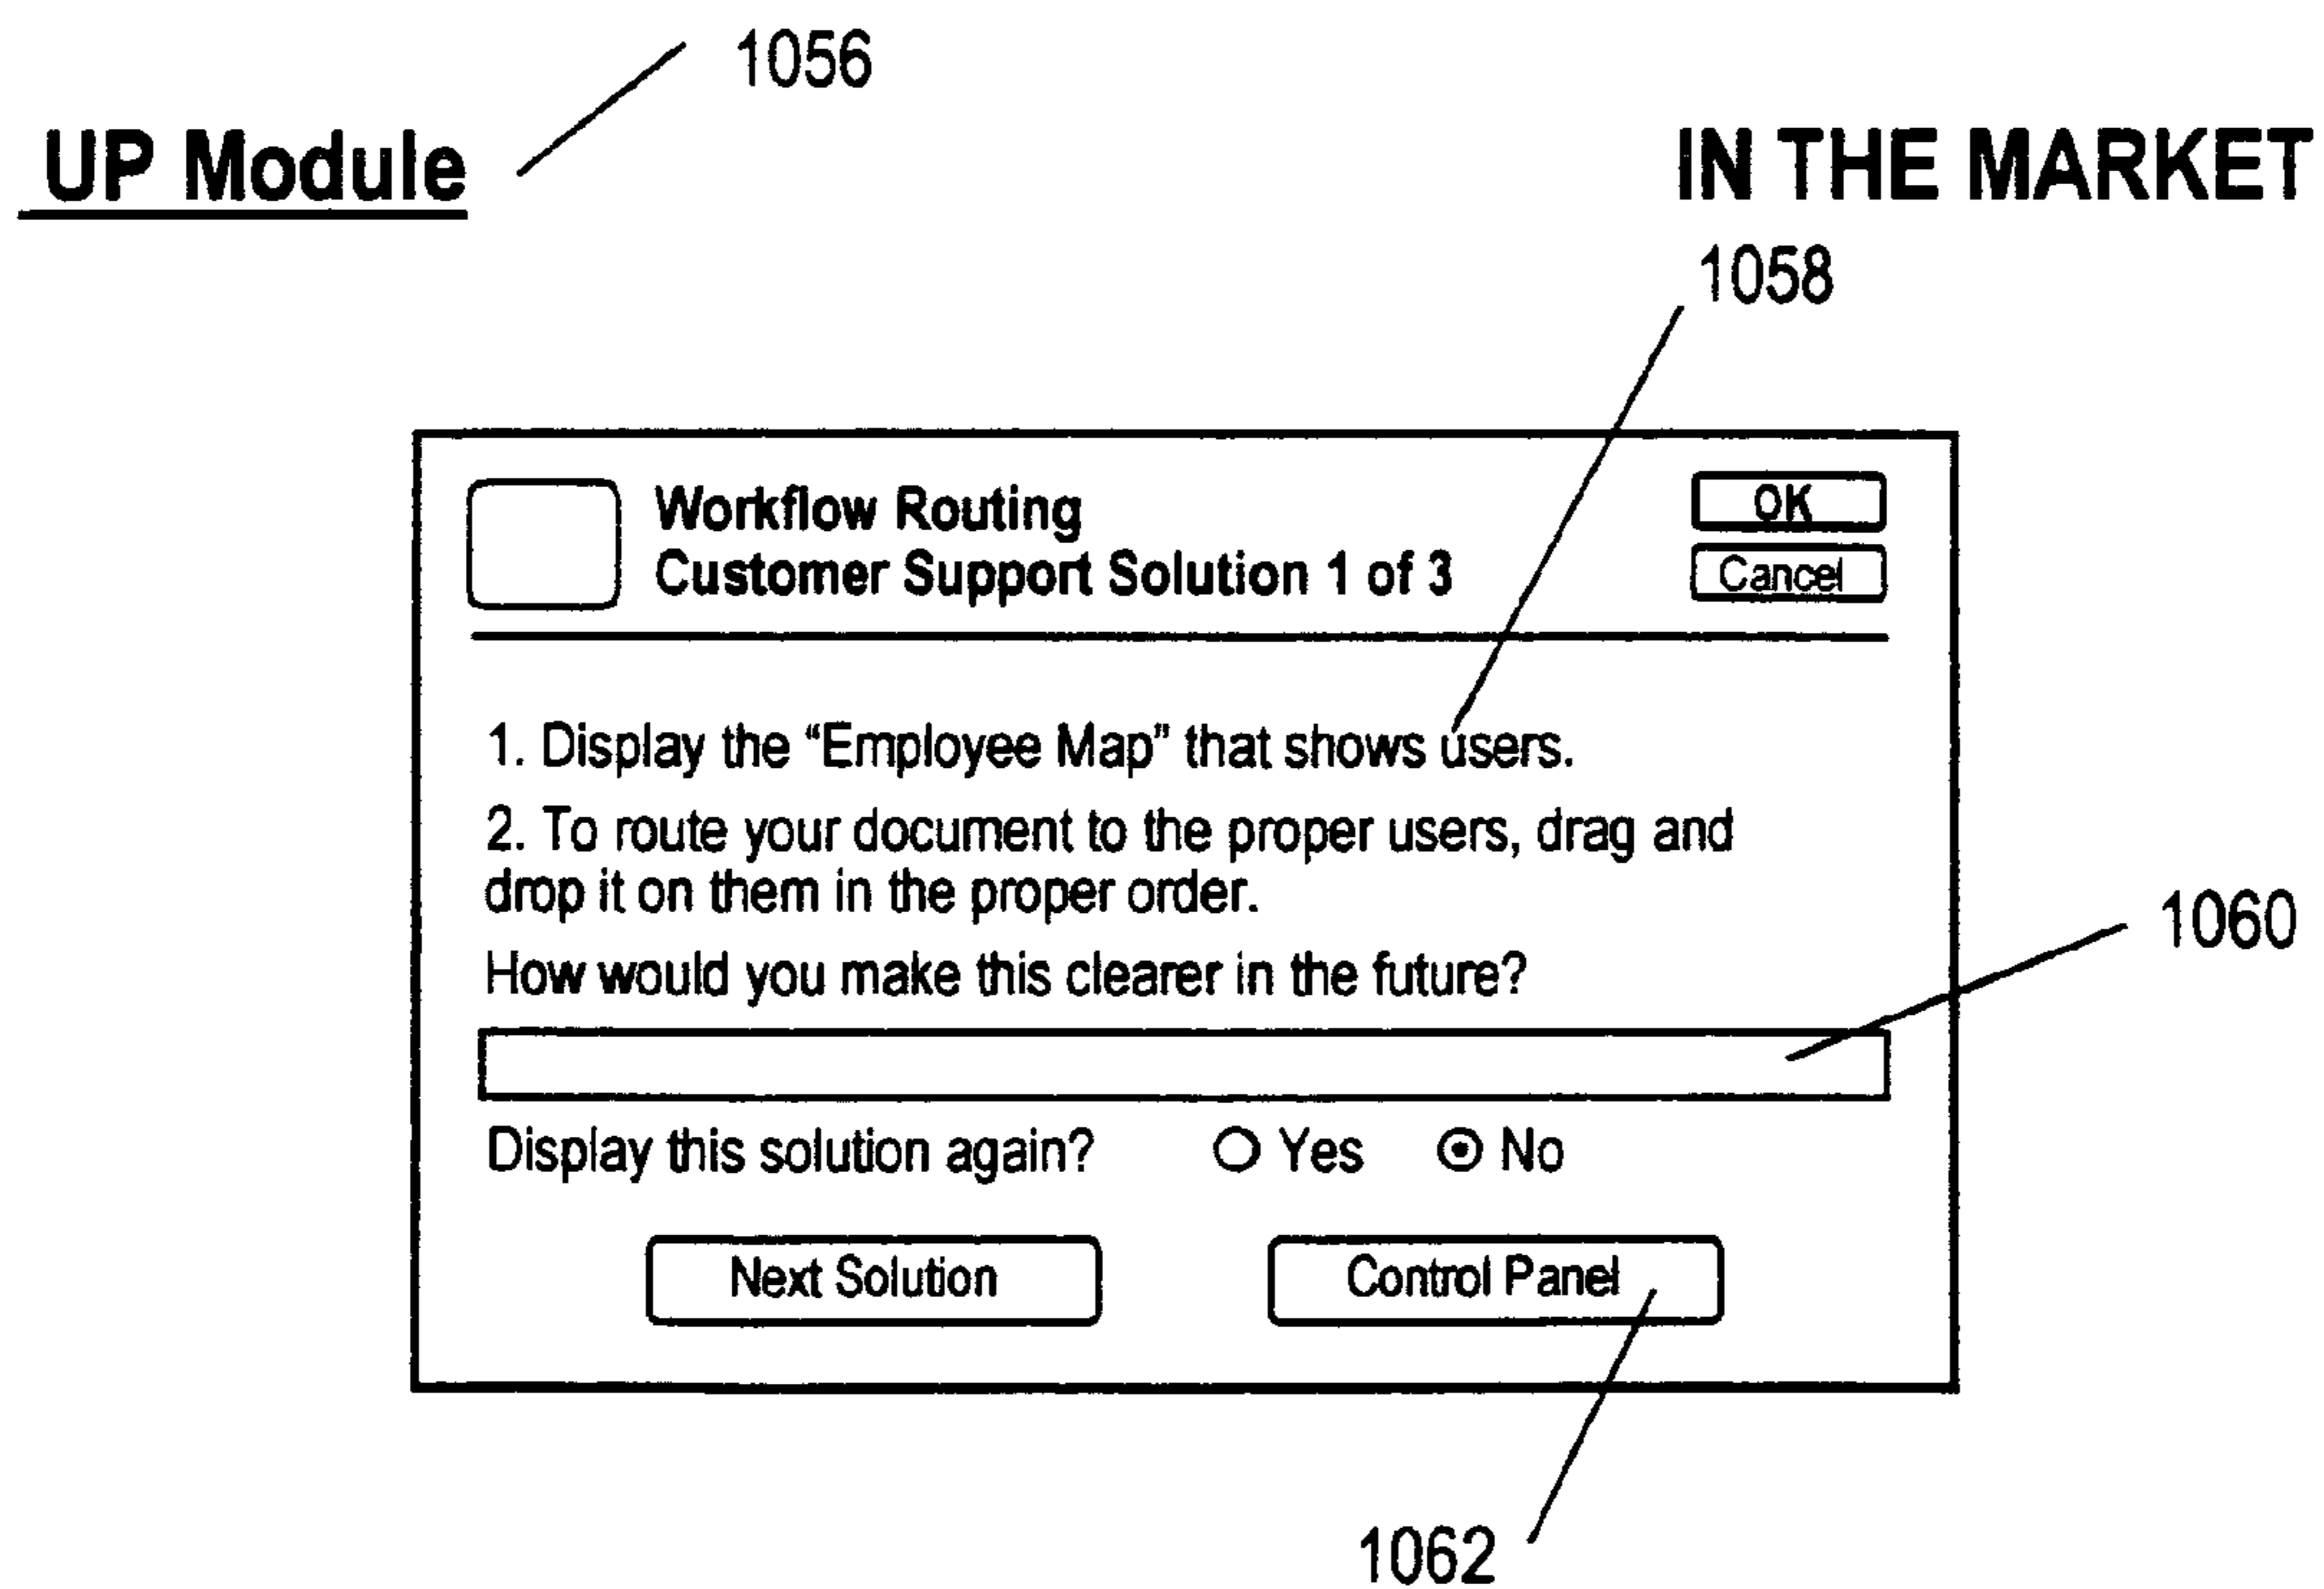 1056
UP Module
IN THE MARKET
1058
Workflow Routing
Customer Support Solution 1 of 3
OK
Cancel
1. Display the “Employee Map” that shows users.
2. To route your document to the proper users, drag and
drop it on them in the proper order.
1060
How would you make this clearer in the future?
Display this solution again? Yes No
Next Solution
Control Panel
1062